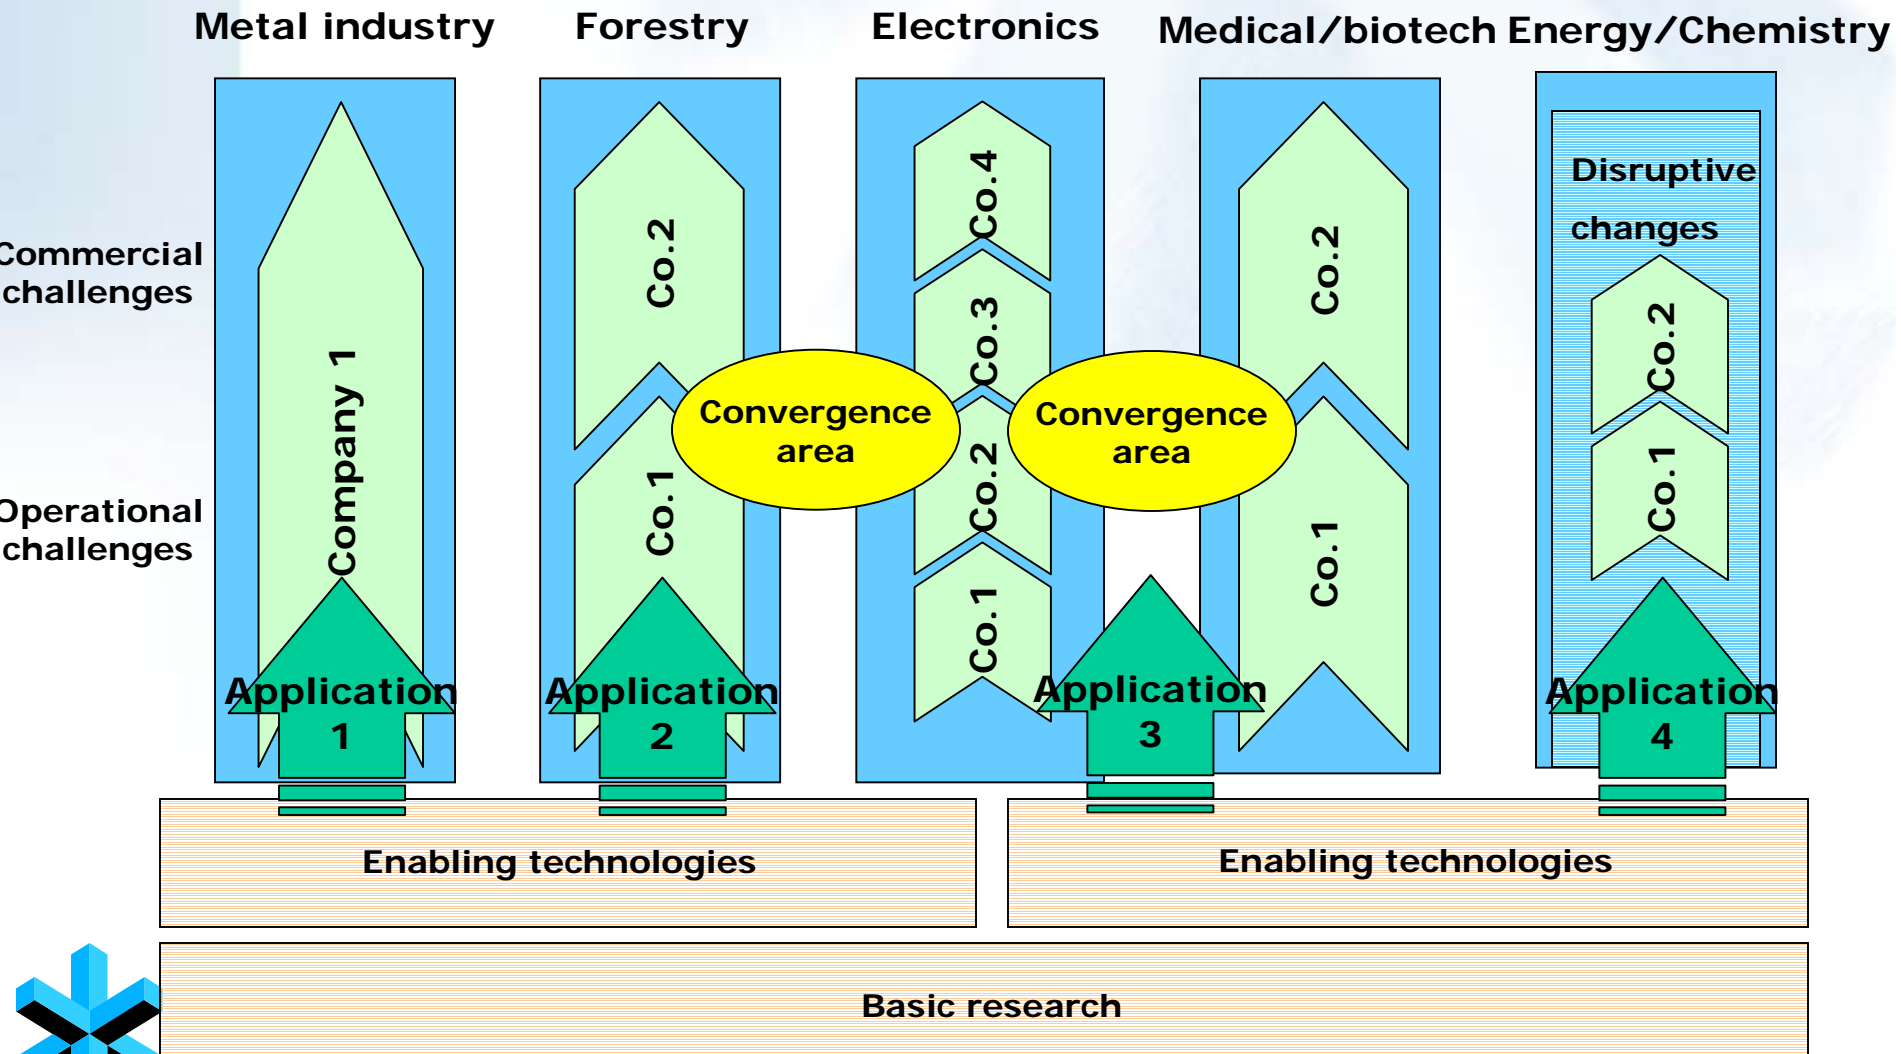 Metal industry
Forestry
Electronics
Medical/biotech
Energy/Chemistry
Commercial
challenges
Operational
challenges
Company 1
Co.2
Co.1
Co.4
Co.3
Co.2
Co.1
Co.2
Co.1
Disruptive
changes
Co.2
Co.1
Convergence
area
Convergence
area
Application
1
Application
2
Application
3
Application
4
Enabling technologies
Enabling technologies
Basic research